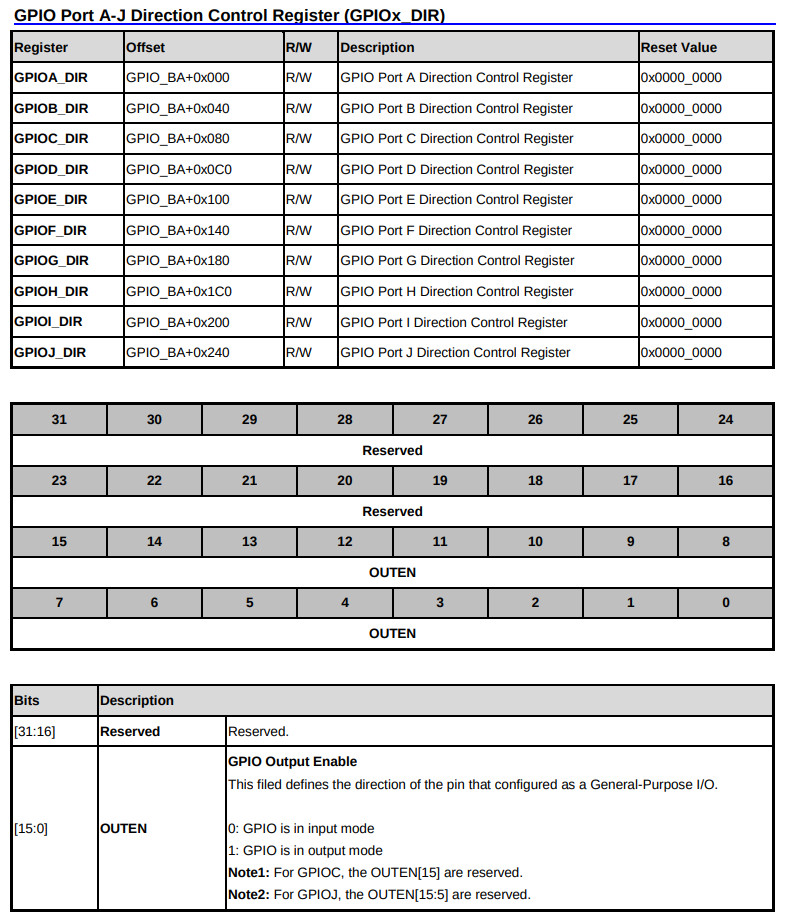 GPIO Port A-J Direction Control Register (GPIOx_DIR)
Register Offset R/W Description Reset Value
GPIOA_DIR GPIO_BA+0x000 R/W GPIO Port A Direction Control Register 0x0000_0000
GPIOB_DIR GPIO_BA+0x040 R/W GPIO Port B Direction Control Register 0x0000_0000
GPIOC_DIR GPIO_BA+0x080 R/W GPIO Port C Direction Control Register 0x0000_0000
GPIOD_DIR GPIO_BA+0x0C0 R/W GPIO Port D Direction Control Register 0x0000_0000
GPIOE_DIR GPIO_BA+0x100 R/W GPIO Port E Direction Control Register 0x0000_0000
GPIOF_DIR GPIO_BA+0x140 R/W GPIO Port F Direction Control Register 0x0000_0000
GPIOG_DIR GPIO_BA+0x180 R/W GPIO Port G Direction Control Register 0x0000_0000
GPIOH_DIR GPIO_BA+0x1C0 R/W GPIO Port H Direction Control Register 0x0000_0000
GPIOI_DIR GPIO_BA+0x200 R/W GPIO Port I Direction Control Register 0x0000_0000
GPIOJ_DIR GPIO_BA+0x240 R/W GPIO Port J Direction Control Register 0x0000_0000
31 30 29 28 27 26 25 24
Reserved
23 22 21 20 19 18 17 16
Reserved
15 14 13 12 11 10 9 8
OUTEN
7 6 5 4 3 2 1 0
OUTEN
Bits Description
[31:16] Reserved Reserved.
GPIO Output Enable
This filed defines the direction of the pin that configured as a General-Purpose I/O.
[15:0] OUTEN 0: GPIO is in input mode
1: GPIO is in output mode
Note1: For GPIOC, the OUTEN[15] are reserved.
Note2: For GPIOJ, the OUTEN[15:5] are reserved.